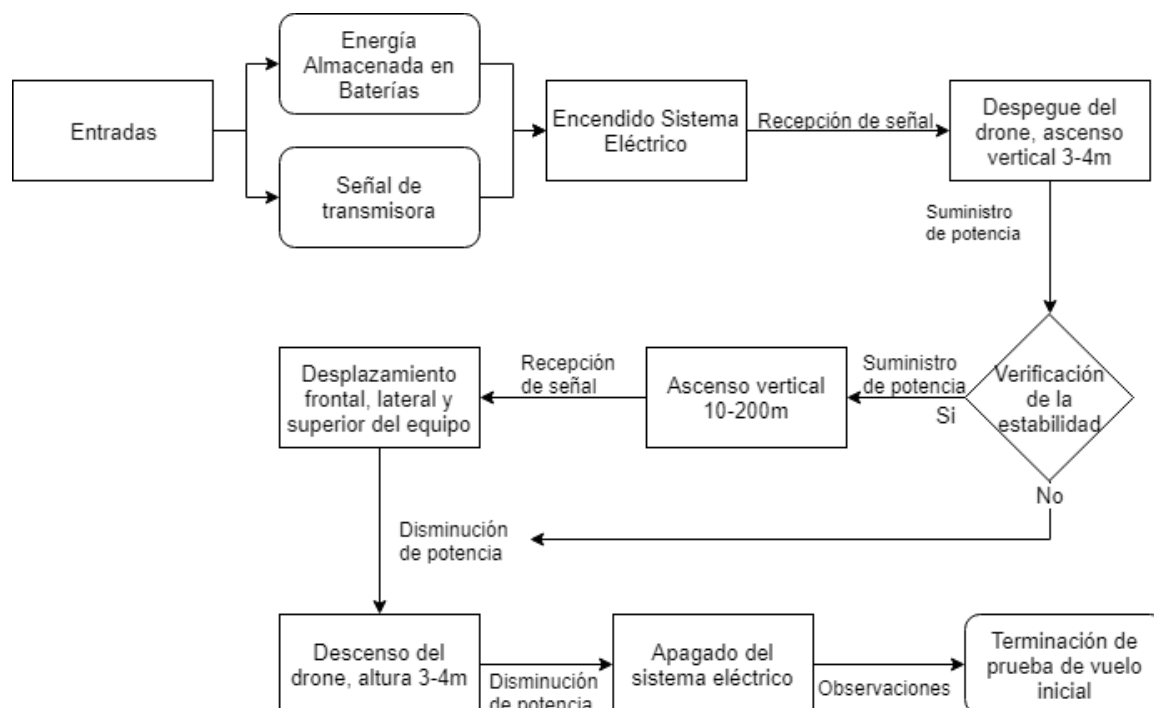 Energía
Almacenada en
Baterías
Entradas
Señal de
transmisora
Encendido Sistema
Eléctrico
Recepción de señal
Despegue del
drone, ascenso
vertical 3-4m
Suministro
de potencia
Verificación
de la
estabilidad
Suministro
de potencia
Si
Ascenso vertical
10-200m
Recepción
de señal
Desplazamiento
frontal, lateral y
superior del equipo
No
Disminución
de potencia
Descenso del
drone, altura 3-4m
Disminución
de potencia
Apagado del
sistema eléctrico
Observaciones
Terminación de
prueba de vuelo
inicial